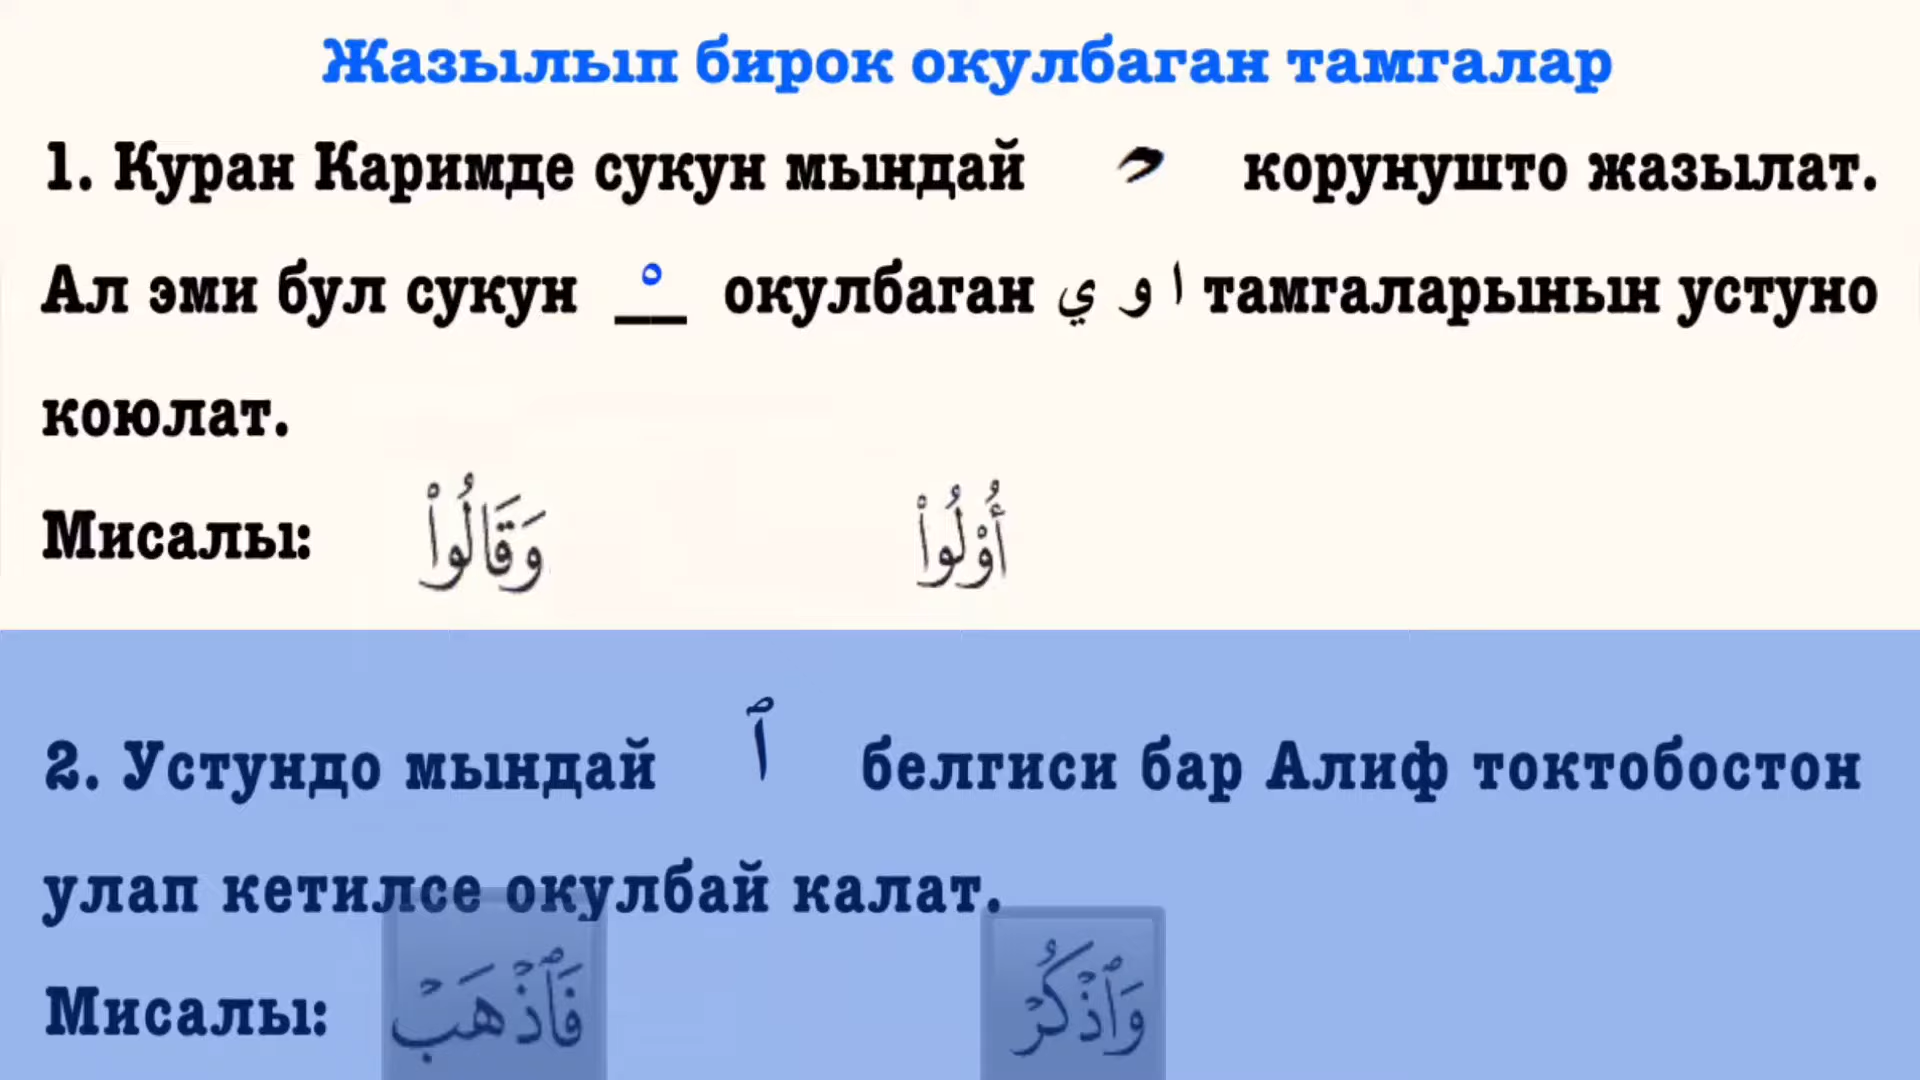 Жазылып бирок окулбаган тамгалар
1. Куран Каримде сукун мындай ۡ корунушто жазылат.
Ал эми бул сукун __ْ окулбаган ا و ي тамгаларынын устуно
коюлат.
Мисалы: وَقَالُوا۟ أُو۟لُوا۟
2. Устундо мындай ٱ белгиси бар Алиф токтобостон
улап кетилсе окулбай калат.
Мисалы: فَٱذۡهَبۡ وَٱذۡكُرۡ